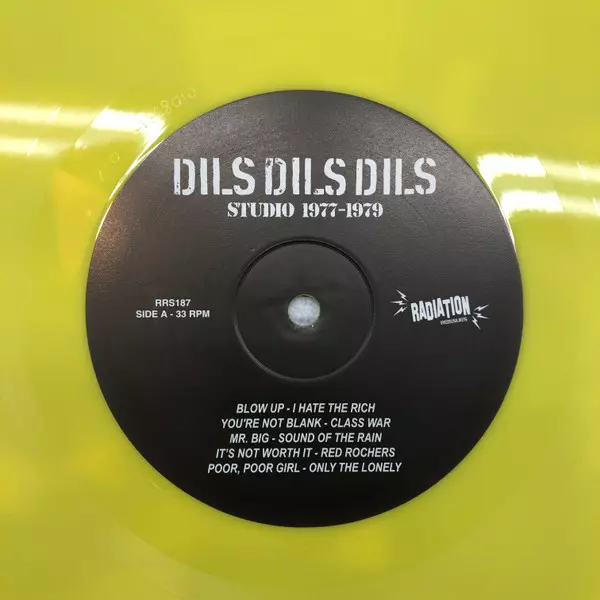 DILS DILS DILS
STUDIO 1977-1979
RRS187
SIDE A - 33 RPM
RADIATION
BLOW UP - I HATE THE RICH
YOU'RE NOT BLANK - CLASS WAR
MR. BIG - SOUND OF THE RAIN
IT'S NOT WORTH IT - RED ROCHERS
POOR, POOR GIRL - ONLY THE LONELY